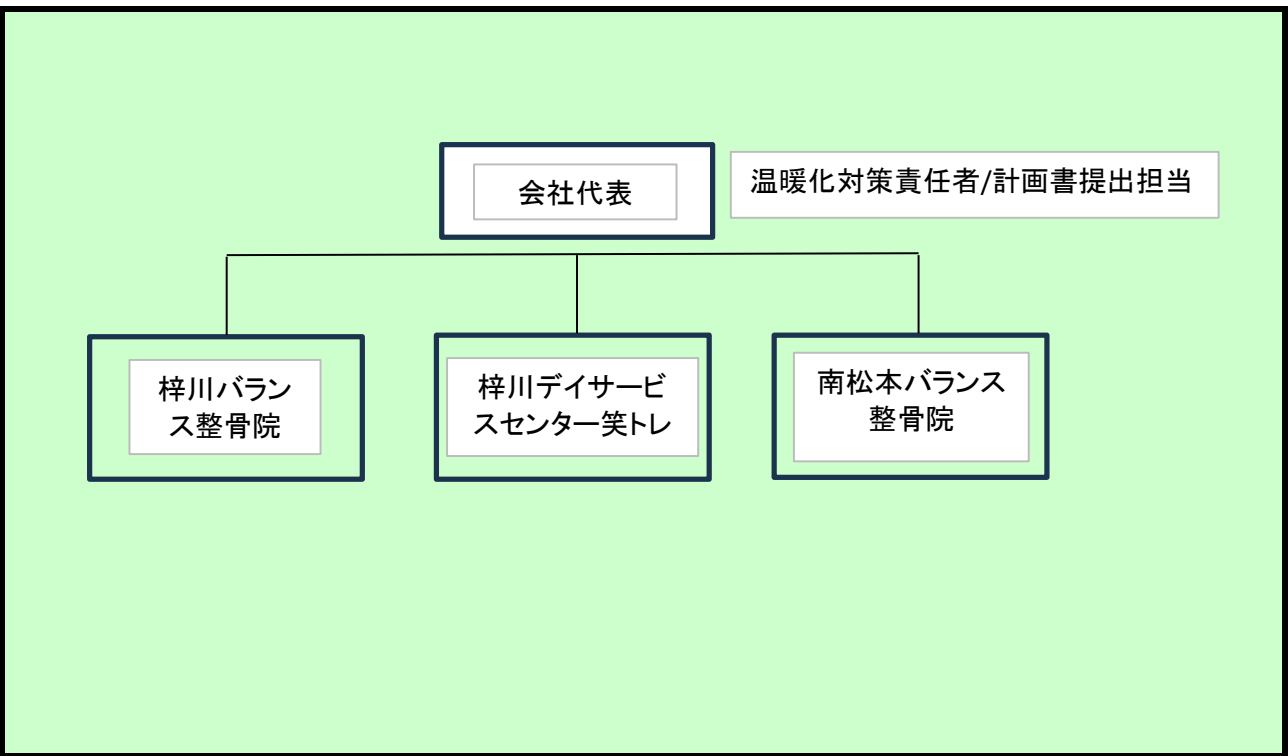 会社代表
温暖化対策責任者/計画書提出担当
梓川バラン
ス整骨院
梓川デイサービ
スセンター笑トレ
南松本バランス
整骨院